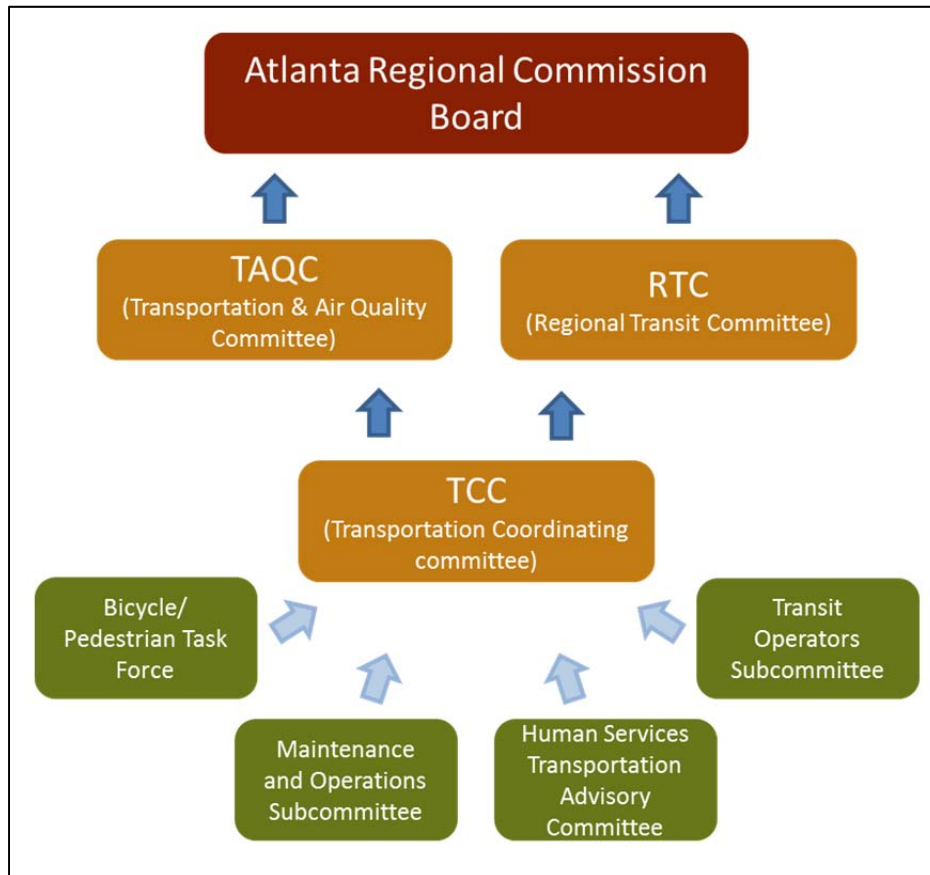 Atlanta Regional Commission
Board
TAQC
(Transportation & Air Quality
Committee)
RTC
(Regional Transit Committee)
TCC
(Transportation Coordinating
committee)
Bicycle/
Pedestrian Task
Force
Transit
Operators
Subcommittee
Maintenance
and Operations
Subcommittee
Human Services
Transportation
Advisory
Committee